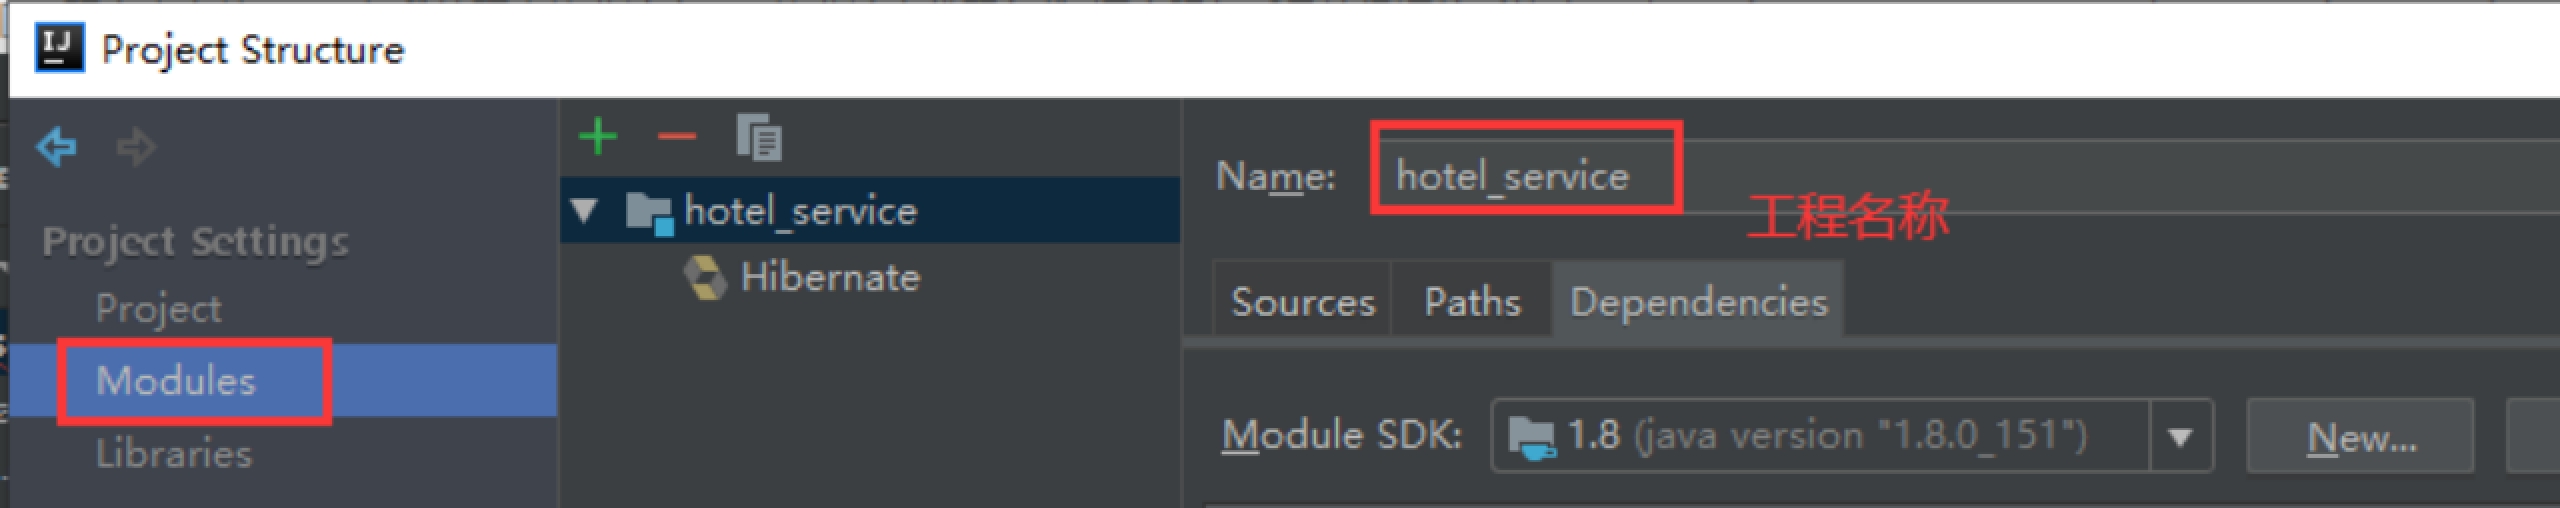 IJ
Project Structure
Project Settings
Project
Modules
Libraries
hotel_service
Hibernate
Name: hotel_service
工程名称
Sources Paths Dependencies
Module SDK: 1.8 (java version "1.8.0_151") New...